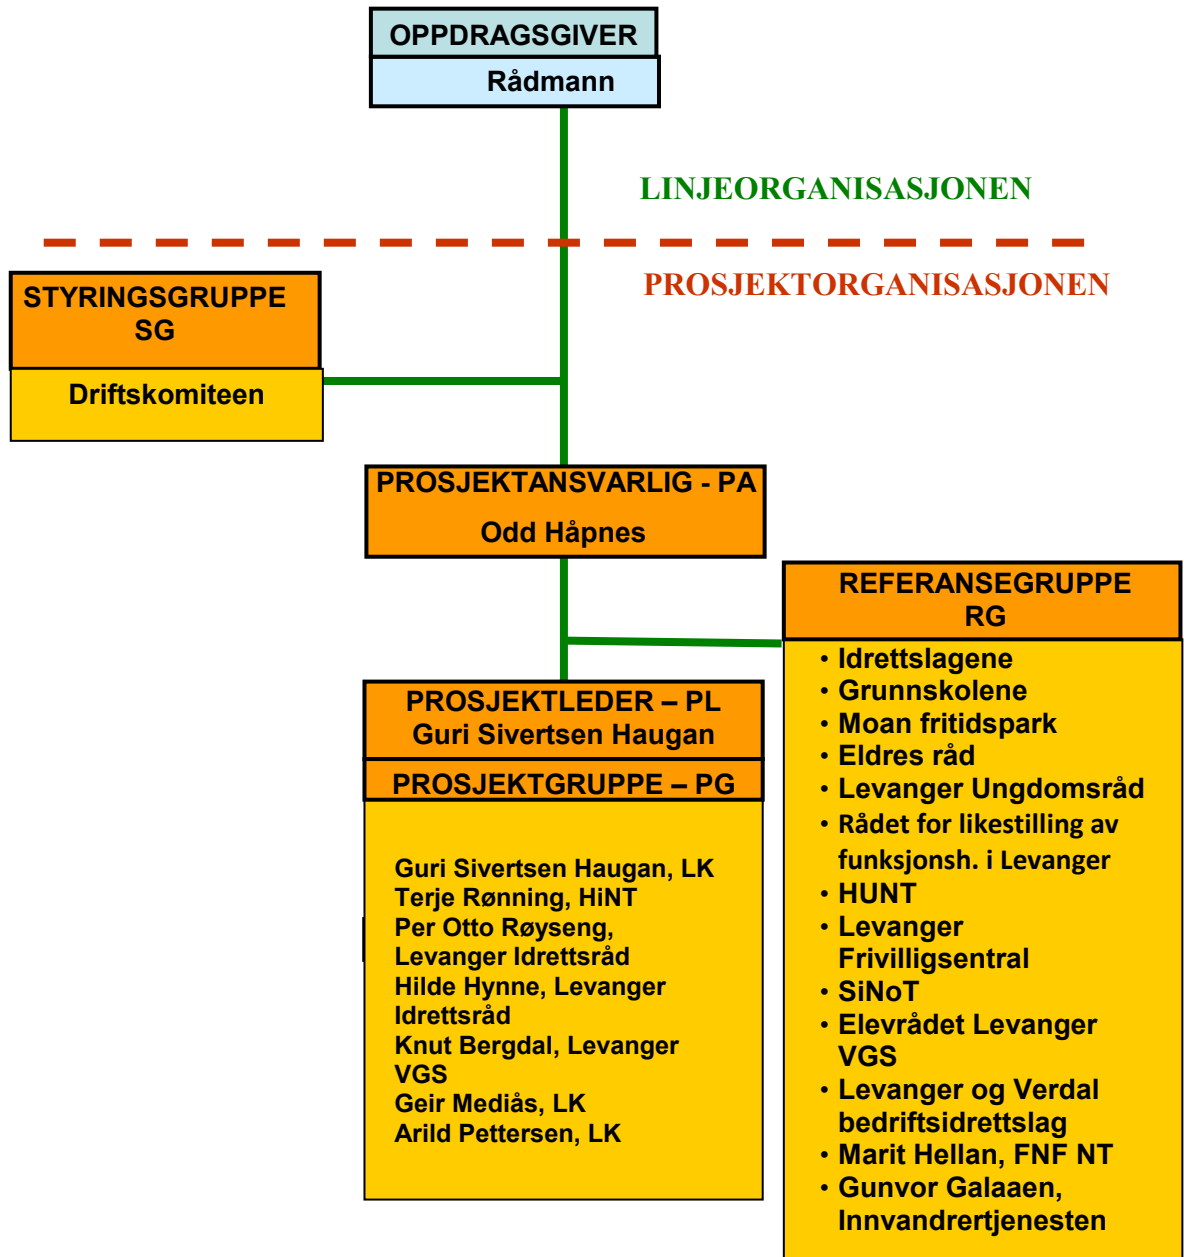 OPPDRAGSGIVER
Rådmann
LINJEORGANISASJONEN
PROSJEKTORGANISASJONEN
STYRINGSGRUPPE
SG
Driftskomiteen
PROSJEKTANSVARLIG - PA
Odd Håpnes
REFERANSEGRUPPE
RG
• Idrettslagene
• Grunnskolene
• Moan fritidspark
• Eldres råd
• Levanger Ungdomsråd
• Rådet for likestilling av
funksjonsh. i Levanger
• HUNT
• Levanger
Frivilligsentral
• SiNoT
• Elevrådet Levanger
VGS
• Levanger og Verdal
bedriftsidrettslag
• Marit Hellan, FNF NT
• Gunvor Galaaen,
Innvandrertjenesten
PROSJEKTLEDER – PL
Guri Sivertsen Haugan
PROSJEKTGRUPPE – PG
Guri Sivertsen Haugan, LK
Terje Rønning, HiNT
Per Otto Røyseng,
Levanger Idrettsråd
Hilde Hynne, Levanger
Idrettsråd
Knut Bergdal, Levanger
VGS
Geir Mediås, LK
Arild Pettersen, LK